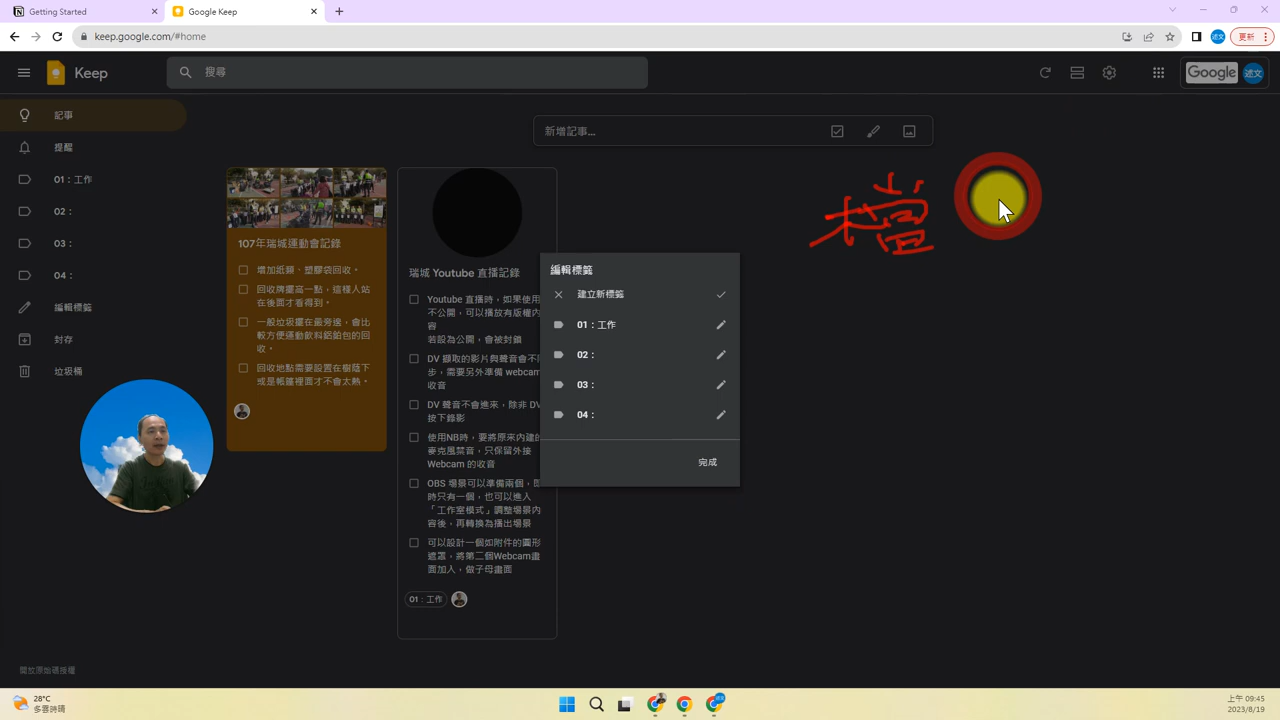 Getting Started
Google Keep
keep.google.com/#home
述文
更新
Keep
搜尋
Google
述文
記事
提醒
01：工作
02：
03：
04：
編輯標籤
封存
垃圾桶
新增記事...
107年瑞城運動會記錄
增加紙類、塑膠袋回收。
回收牌擺高一點，這樣人站
在後面才看得到。
一般垃圾擺在最旁邊，會比
較方便運動飲料鋁鉑包的回
收。
回收地點需要設置在樹蔭下
或是帳篷裡面才不會太熱。
瑞城 Youtube 直播記錄
Youtube 直播時，如果使用
不公開，可以播放有版權內
容
若設為公開，會被封鎖
DV 擷取的影片與聲音會不
步，需要另外準備 webcam
收音
DV 聲音不會進來，除非 DV
按下錄影
使用NB時，要將原來內建的
麥克風禁音，只保留外接
Webcam 的收音
OBS 場景可以準備兩個，
時只有一個，也可以進入
「工作室模式」調整場景內
容後，再轉換為播出場景
可以設計一個如附件的圓形
遮罩，將第二個Webcam畫
面加入，做子母畫面
01：工作
編輯標籤
建立新標籤
01：工作
02：
03：
04：
完成
檔
開放原始碼授權
28°C
多雲時晴
上午 09:45
2023/8/19